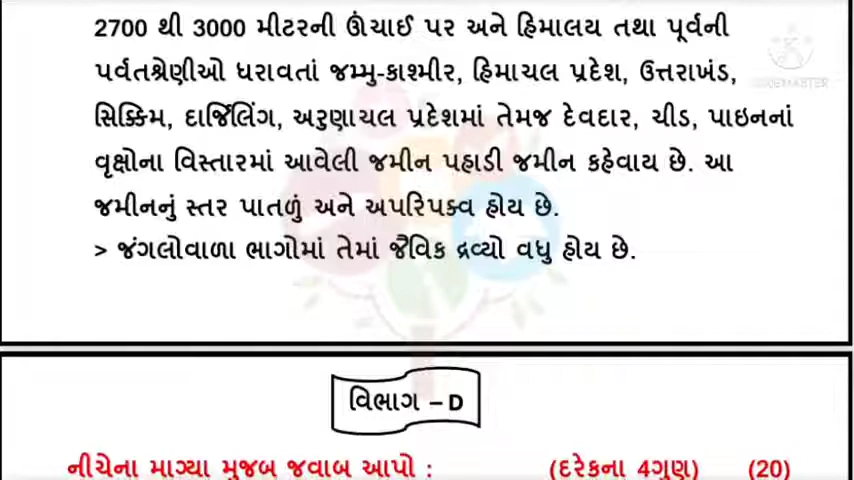 2700 થી 3000 મીટરની ઊંચાઈ પર અને હિમાલય તથા પૂર્વની
પર્વતશ્રેણીઓ ધરાવતાં જમ્મુ-કાશ્મીર, હિમાચલ પ્રદેશ, ઉત્તરાખંડ,
સિક્કિમ, દાર્જિલિંગ, અરુણાચલ પ્રદેશમાં તેમજ દેવદાર, ચીડ, પાઇનનાં
વૃક્ષોના વિસ્તારમાં આવેલી જમીન પહાડી જમીન કહેવાય છે. આ
જમીનનું સ્તર પાતળું અને અપરિપક્વ હોય છે.
> જંગલોવાળા ભાગોમાં તેમાં જૈવિક દ્રવ્યો વધુ હોય છે.
વિભાગ – D
નીચેના માગ્યા મુજબ જવાબ આપો : (દરેકના 4ગુણ) (20)